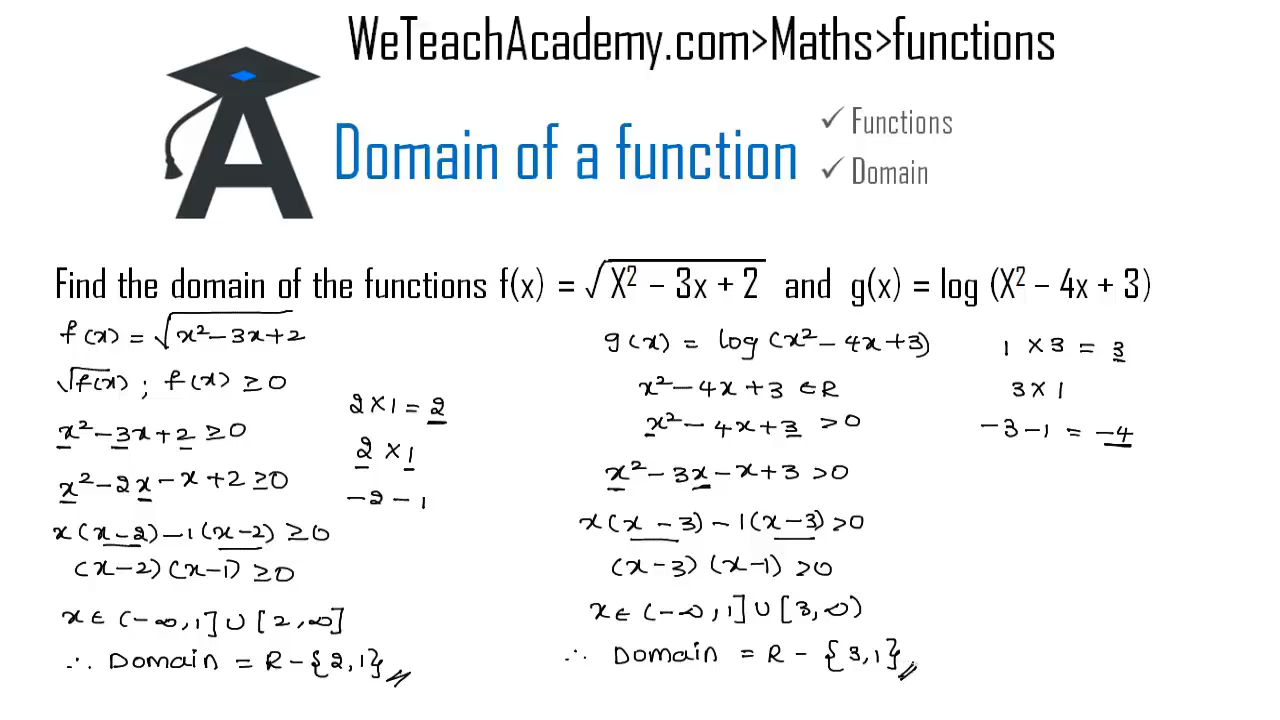 WeTeachAcademy.com>Maths>functions
Domain of a function
✓ Functions
✓ Domain
Find the domain of the functions f(x) = √(X² – 3x + 2) and g(x) = log (X² – 4x + 3)
f(x) = √(x²-3x+2)
√f(x) ; f(x) ≥0
x²-3x+2 ≥0
x²-2x-x+2 ≥0
x(x-2)-1(x-2) ≥0
(x-2)(x-1) ≥0
x∈ (-∞,1] ∪ [2,∞]
∴ Domain = R-{2,1}
2×1 = 2
2 × 1
-2-1
g(x) = log(x²-4x+3)
x²-4x+3 ∈R
x²-4x+3 >0
x²-3x-x+3>0
x(x-3)-1(x-3)>0
(x-3) (x-1) >0
x∈ (-∞,1] ∪ [3,∞)
∴ Domain = R - {3,1}
1 ×3 = 3
3×1
-3-1 = -4